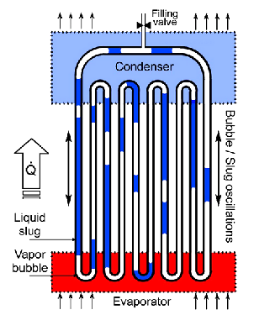 Filling
valve
Condenser
Q̇
Bubble / Slug oscillations
Liquid
slug
Vapor
bubble
Evaporator